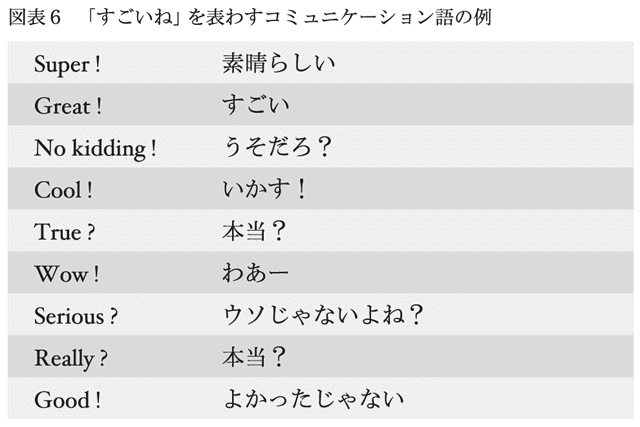 図表6 「すごいね」を表わすコミュニケーション語の例
Super! 素晴らしい
Great! すごい
No kidding! うそだろ？
Cool! いかす！
True? 本当？
Wow! わあー
Serious? ウソじゃないよね？
Really? 本当？
Good! よかったじゃない